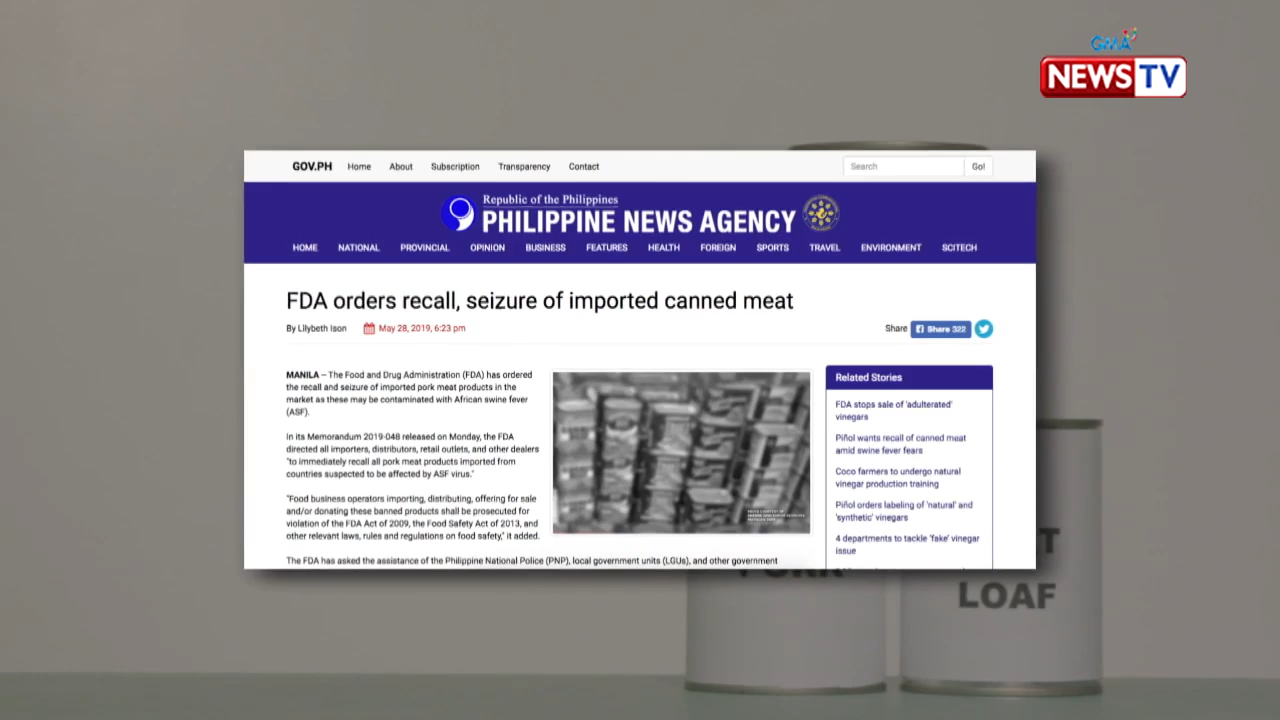 GMA
NEWS TV
GOV.PH Home About Subscription Transparency Contact Search Go!
Republic of the Philippines
PHILIPPINE NEWS AGENCY
HOME NATIONAL PROVINCIAL OPINION BUSINESS FEATURES HEALTH FOREIGN SPORTS TRAVEL ENVIRONMENT SCITECH
FDA orders recall, seizure of imported canned meat
By Lilybeth Ison May 28, 2019, 6:23 pm Share Share 322
MANILA – The Food and Drug Administration (FDA) has ordered
the recall and seizure of imported pork meat products in the
market as these may be contaminated with African swine fever
(ASF).
In its Memorandum 2019-048 released on Monday, the FDA
directed all importers, distributors, retail outlets, and other dealers
"to immediately recall all pork meat products imported from
countries suspected to be affected by ASF virus."
"Food business operators importing, distributing, offering for sale
and/or donating these banned products shall be prosecuted for
violation of the FDA Act of 2009, the Food Safety Act of 2013, and
other relevant laws, rules and regulations on food safety," it added.
The FDA has asked the assistance of the Philippine National Police (PNP), local government units (LGUs), and other government
Related Stories
FDA stops sale of 'adulterated'
vinegars
Piñol wants recall of canned meat
amid swine fever fears
Coco farmers to undergo natural
vinegar production training
Piñol orders labeling of 'natural' and
'synthetic' vinegars
4 departments to tackle 'fake' vinegar
issue
PORK
LOAF